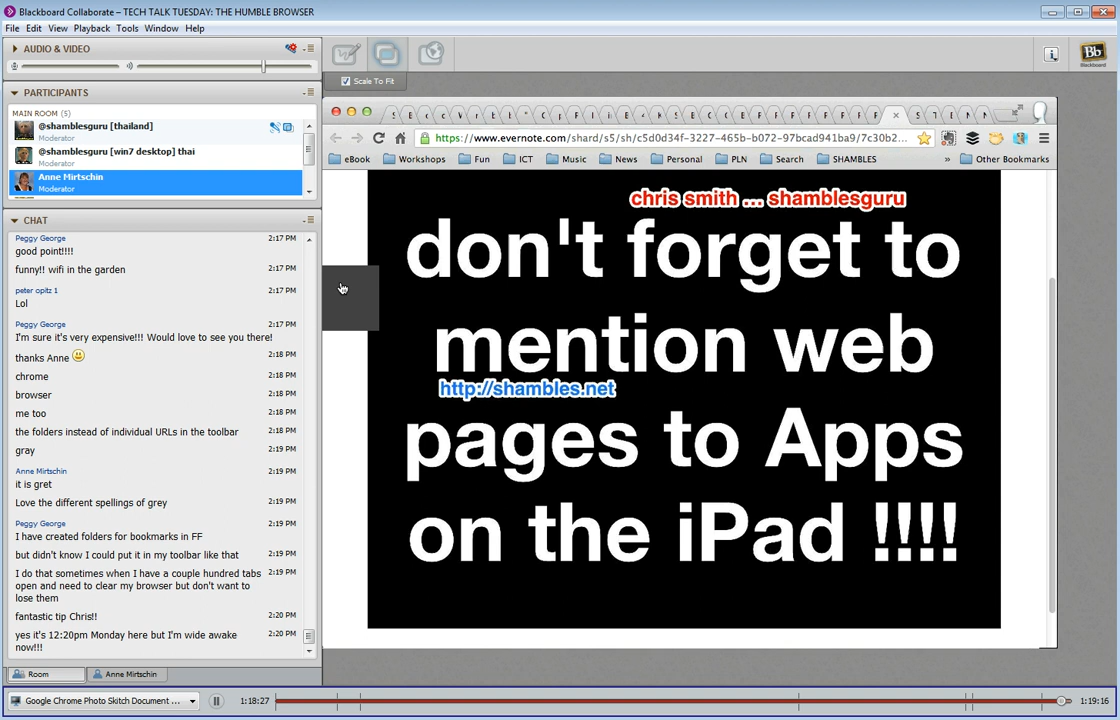 Blackboard Collaborate – TECH TALK TUESDAY: THE HUMBLE BROWSER
File Edit View Playback Tools Window Help
AUDIO & VIDEO
PARTICIPANTS
MAIN ROOM (5)
@shamblesguru [thailand]
Moderator
@shamblesguru [win7 desktop] thai
Moderator
Anne Mirtschin
Moderator
CHAT
Peggy George 2:17 PM
good point!!!!
funny!! wifi in the garden 2:17 PM
peter opitz 1 2:17 PM
Lol
Peggy George 2:17 PM
I'm sure it's very expensive!!! Would love to see you there!
thanks Anne 2:18 PM
chrome 2:18 PM
browser 2:18 PM
me too 2:18 PM
the folders instead of individual URLs in the toolbar 2:18 PM
gray 2:19 PM
Anne Mirtschin 2:19 PM
it is gret
Love the different spellings of grey 2:19 PM
Peggy George 2:19 PM
I have created folders for bookmarks in FF
but didn't know I could put it in my toolbar like that 2:19 PM
I do that sometimes when I have a couple hundred tabs 2:19 PM
open and need to clear my browser but don't want to
lose them
fantastic tip Chris!! 2:20 PM
yes it's 12:20pm Monday here but I'm wide awake 2:20 PM
now!!!
Room Anne Mirtschin
Google Chrome Photo Skitch Document ... 1:18:27 1:19:16
Scale To Fit
Bb
Blackboard
https://www.evernote.com/shard/s5/sh/c5d0d34f-3227-465b-b072-97bcad941ba9/7c30b2...
eBook Workshops Fun ICT Music News Personal PLN Search SHAMBLES » Other Bookmarks
chris smith ... shamblesguru
don't forget to
mention web
http://shambles.net
pages to Apps
on the iPad !!!!